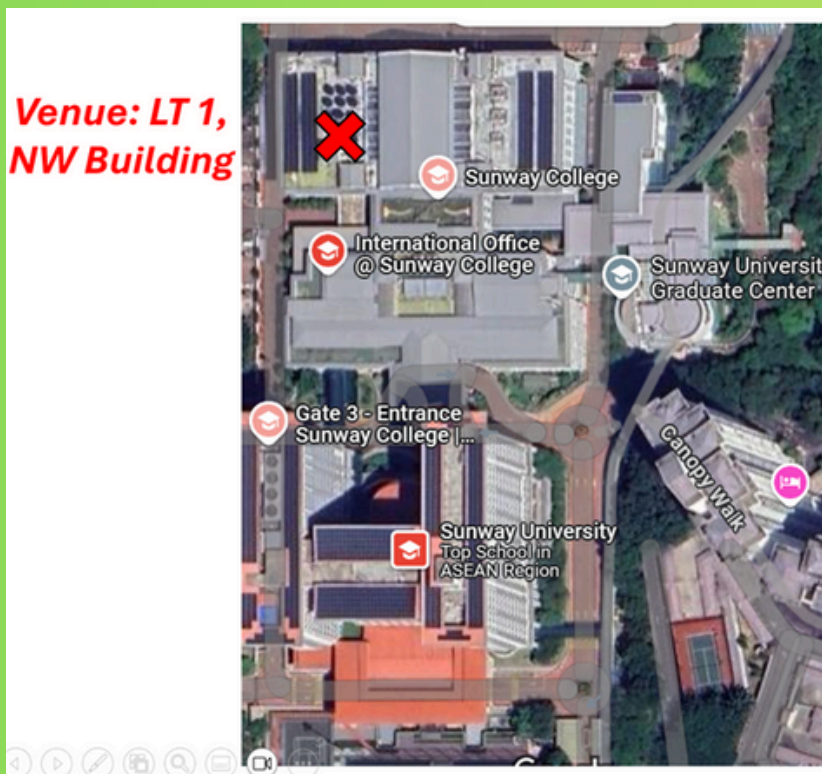 Venue: LT 1,
NW Building
Sunway College
International Office
@ Sunway College
Sunway Universit
Graduate Center
Gate 3 - Entrance
Sunway College |...
Canopy Walk
Sunway University
Top School in
ASEAN Region